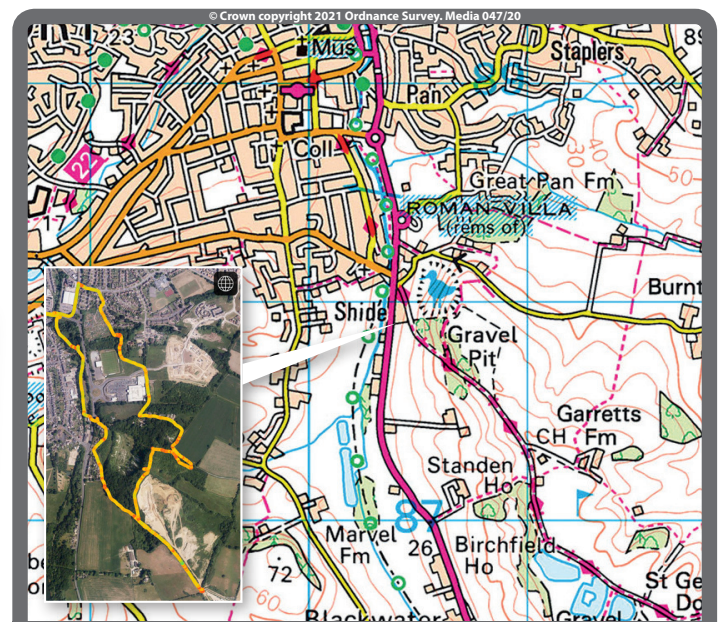 © Crown copyright 2021 Ordnance Survey. Media 047/20
23
Mus
Staplers
89
Pan
22
Coll
30
40
50
Great Pan Fm
17
ROMAN VILLA
(rems of)
Burnt
Shide
Gravel
Pit
Garretts
Fm
CH
Standen
Ho
87
Marvel
Fm
26
Birchfield
Ho
72
60
St Ge
Do
Blackwater
Gravel